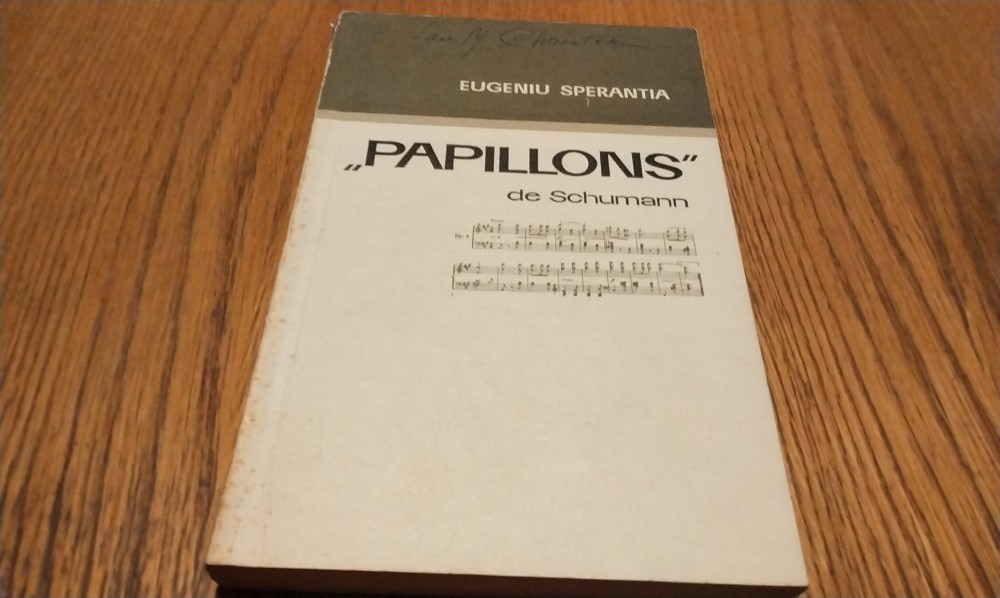 EUGENIU SPERANTIA
„PAPILLONS”
de Schumann